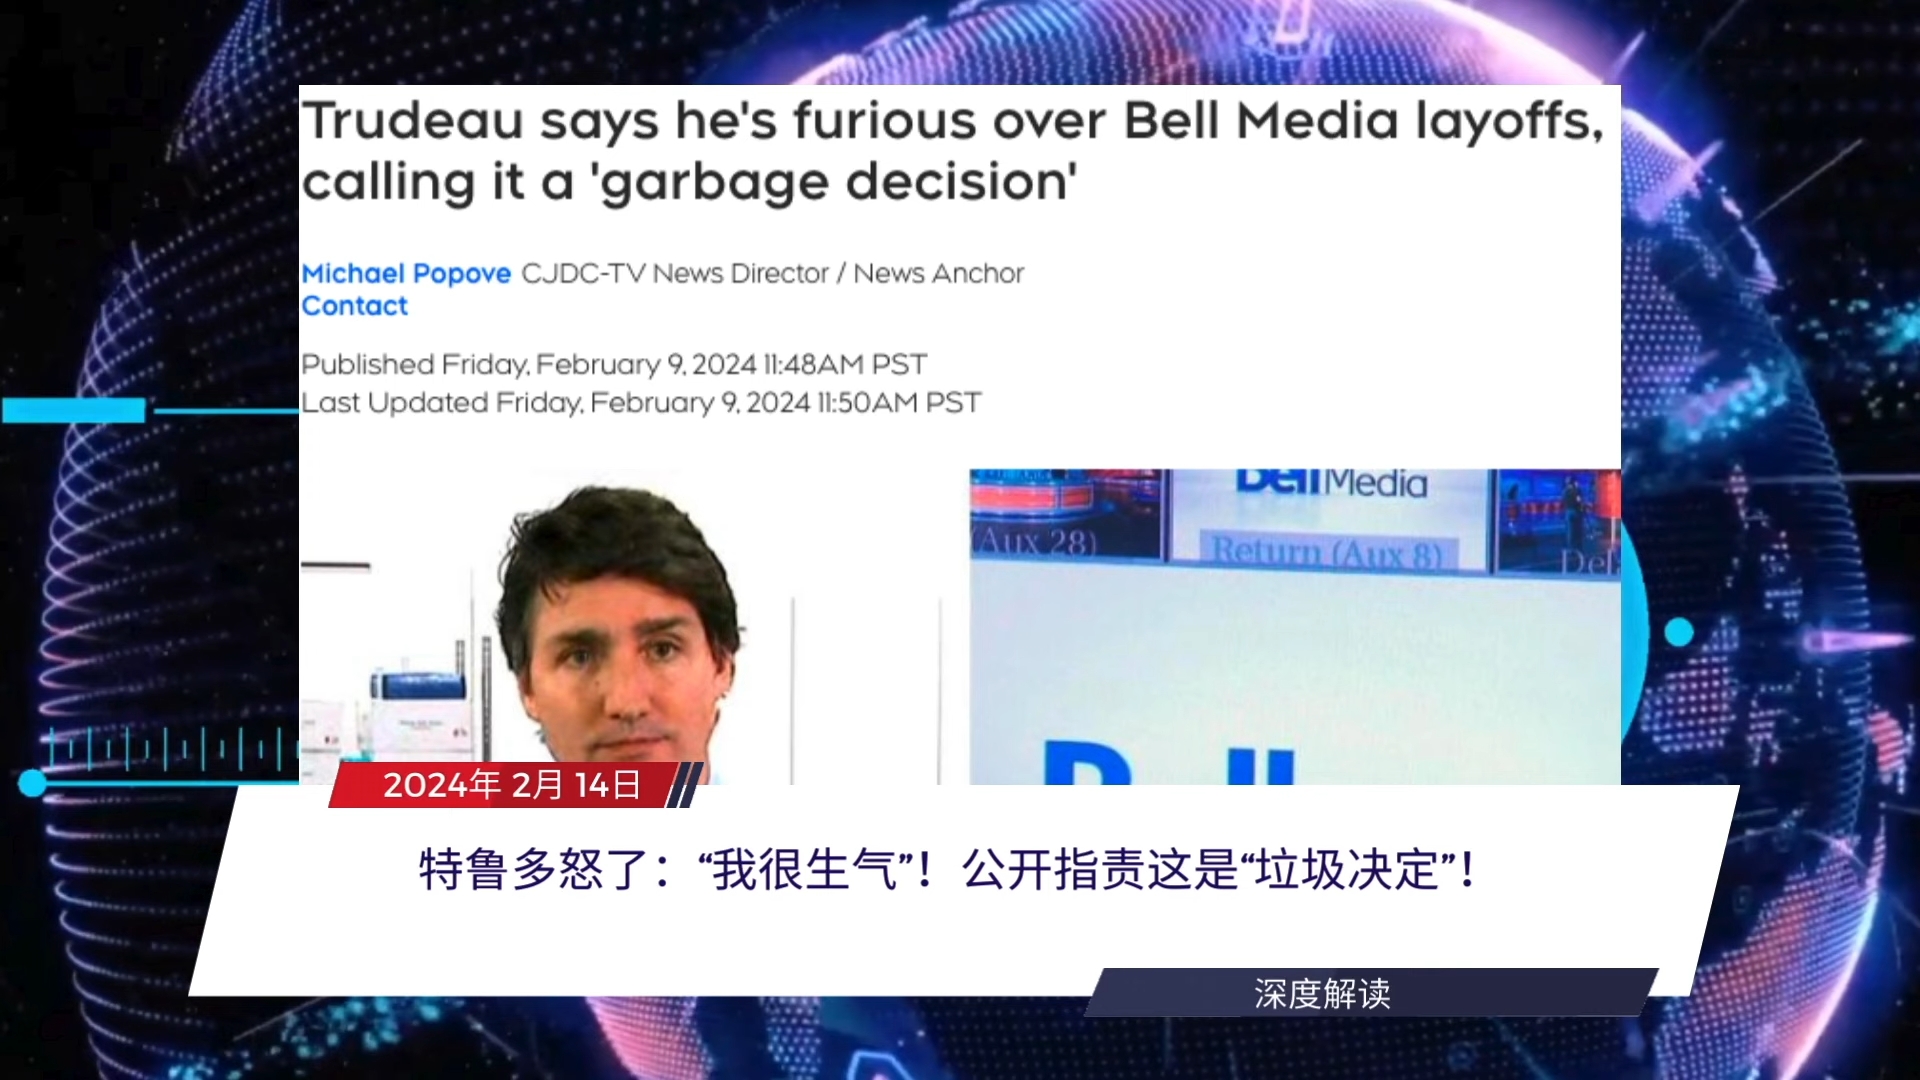 Trudeau says he's furious over Bell Media layoffs,
calling it a 'garbage decision'
Michael Popove CJDC-TV News Director / News Anchor
Contact
Published Friday, February 9, 2024 11:48AM PST
Last Updated Friday, February 9, 2024 11:50AM PST
Bell Media
(Aux 28)
Return (Aux 8)
Bell
2024年 2月 14日
特鲁多怒了：“我很生气”！公开指责这是“垃圾决定”！
深度解读